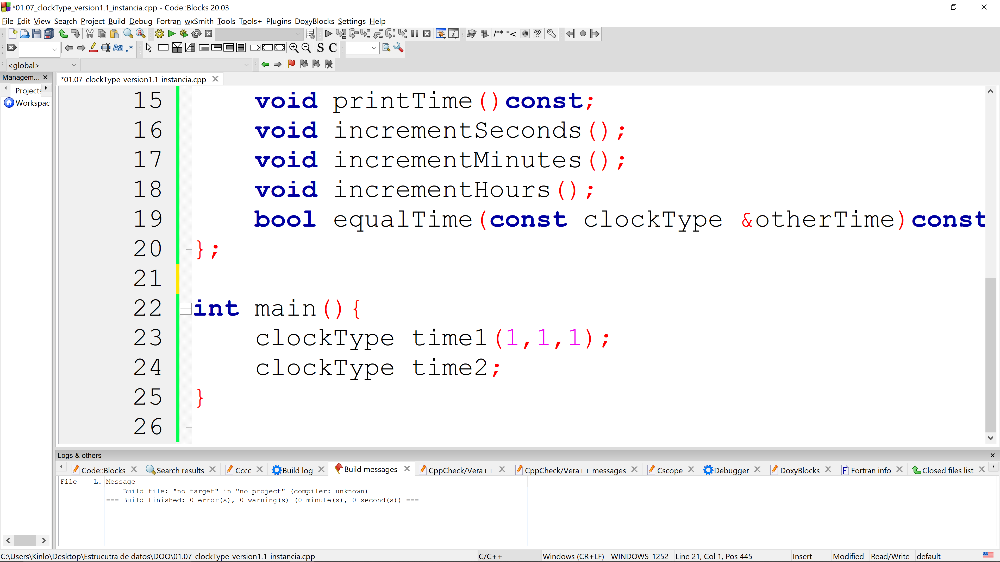 *01.07_clockType_version1.1_instancia.cpp - Code::Blocks 20.03
File Edit View Search Project Build Debug Fortran wxSmith Tools Tools+ Plugins DoxyBlocks Settings Help
/** *<
Aa .* S C
<global>
Managem...
*01.07_clockType_version1.1_instancia.cpp
Projects
Workspac
15 void printTime()const;
16 void incrementSeconds();
17 void incrementMinutes();
18 void incrementHours();
19 bool equalTime(const clockType &otherTime)const
20 };
21
22 int main(){
23 clockType time1(1,1,1);
24 clockType time2;
25 }
26
Logs & others
Code::Blocks Search results Cccc Build log Build messages CppCheck/Vera++ CppCheck/Vera++ messages Cscope Debugger DoxyBlocks Fortran info Closed files list
File L. Message
=== Build file: "no target" in "no project" (compiler: unknown) ===
=== Build finished: 0 error(s), 0 warning(s) (0 minute(s), 0 second(s)) ===
C:\Users\Kinlo\Desktop\Estrucutra de datos\DOO\01.07_clockType_version1.1_instancia.cpp C/C++ Windows (CR+LF) WINDOWS-1252 Line 21, Col 1, Pos 445 Insert Modified Read/Write default